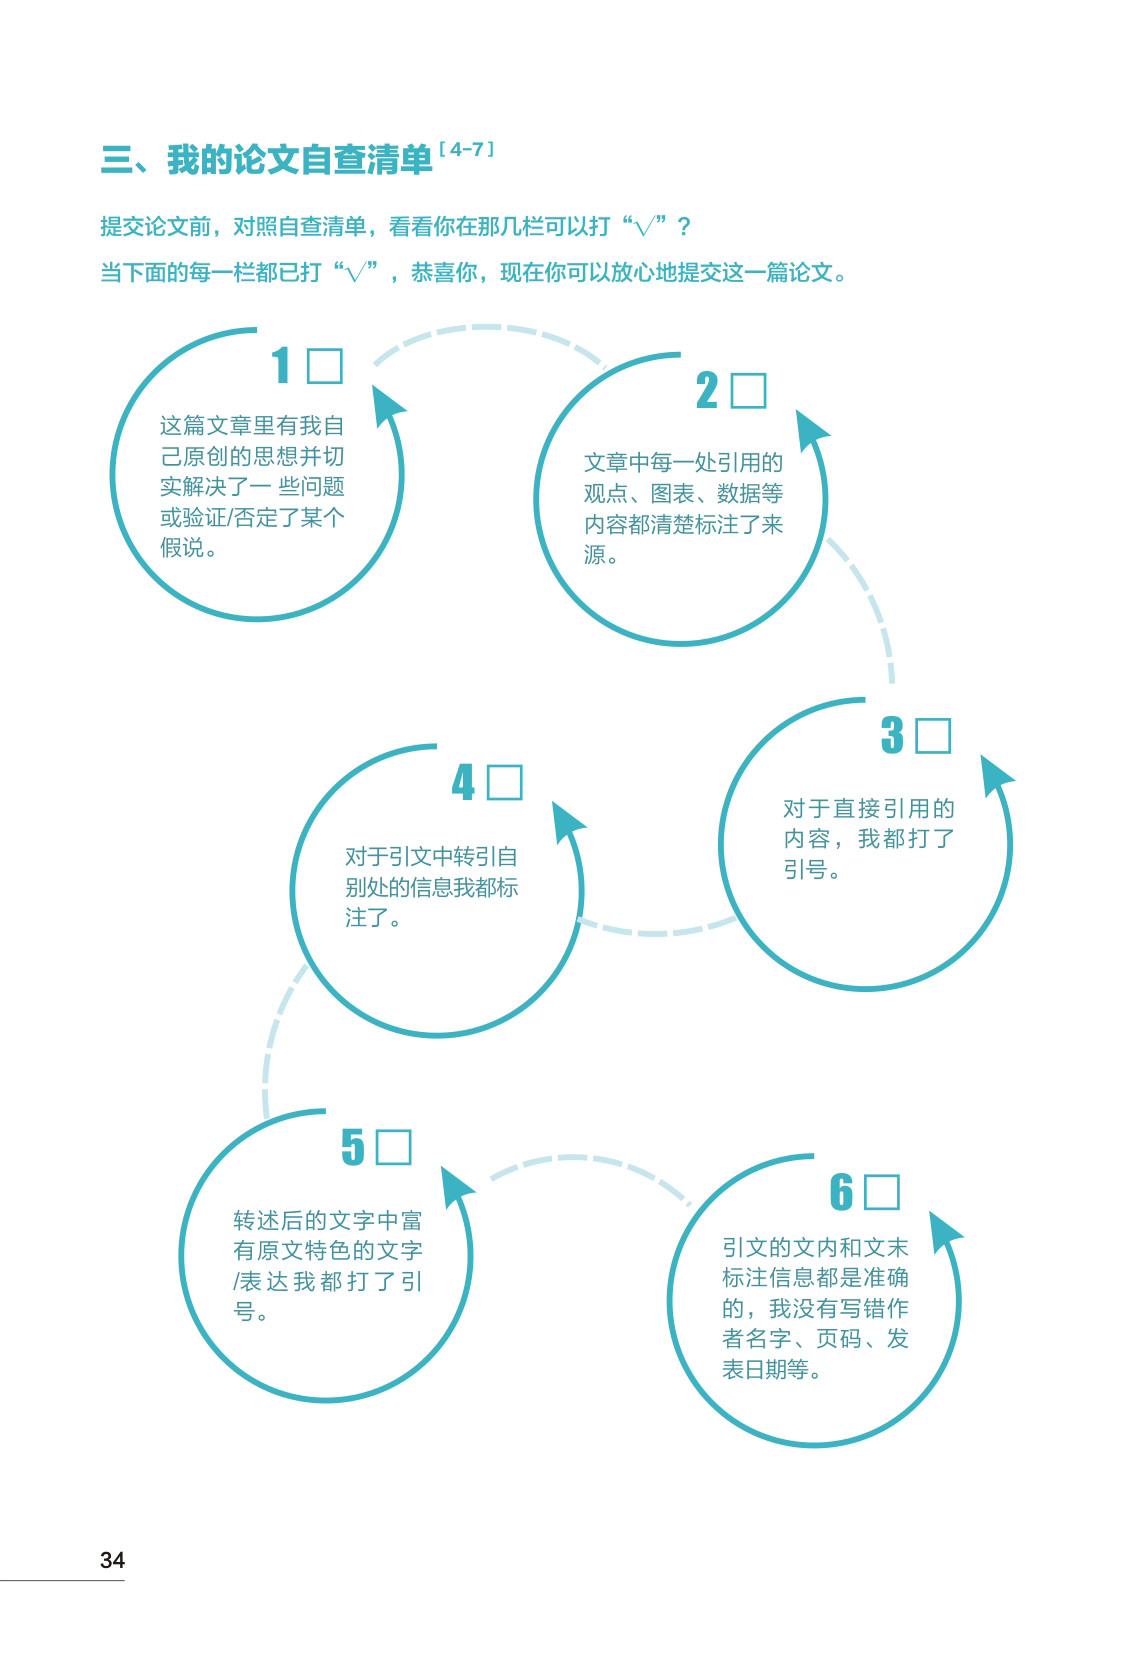 三、我的论文自查清单[4-7]
提交论文前，对照自查清单，看看你在那几栏可以打“√”？
当下面的每一栏都已打“√”，恭喜你，现在你可以放心地提交这一篇论文。
1 □
这篇文章里有我自
己原创的思想并切
实解决了一 些问题
或验证/否定了某个
假说。
2 □
文章中每一处引用的
观点、图表、数据等
内容都清楚标注了来
源。
3 □
对于直接引用的
内容，我都打了
引号。
4 □
对于引文中转引自
别处的信息我都标
注了。
5 □
转述后的文字中富
有原文特色的文字
/表达我都打了引
号。
6 □
引文的文内和文末
标注信息都是准确
的，我没有写错作
者名字、页码、发
表日期等。
34